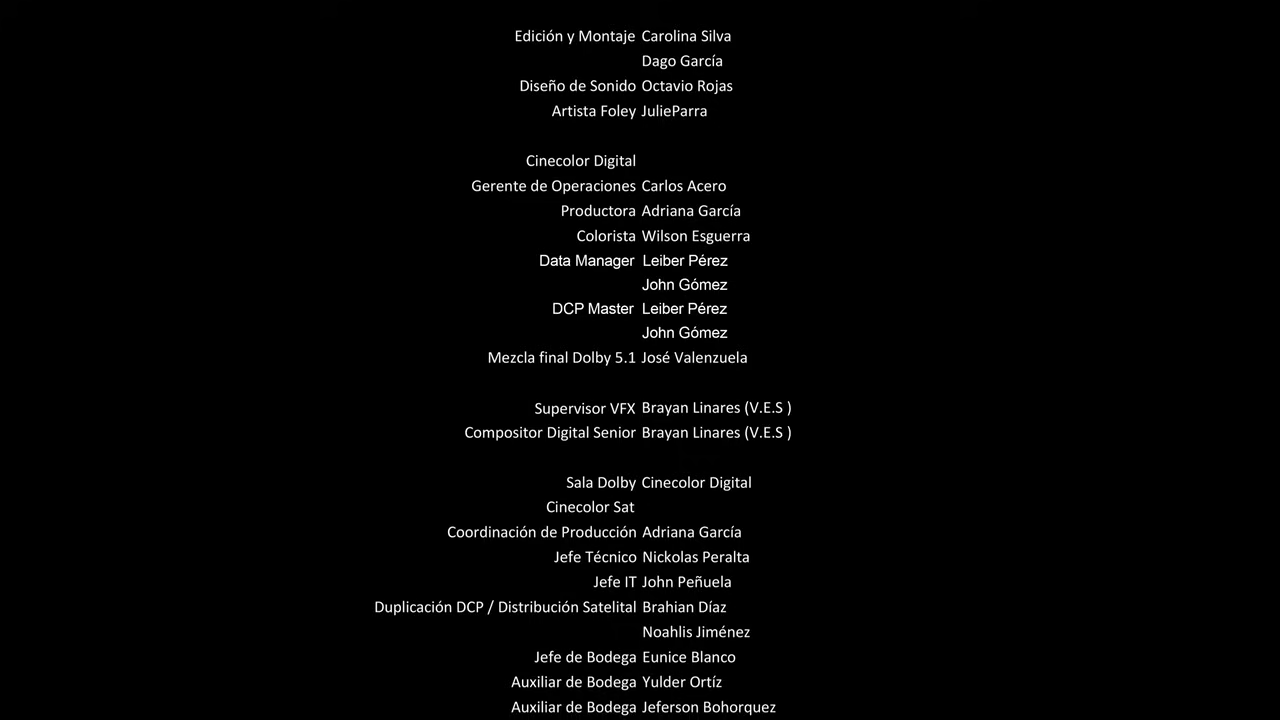 Edición y Montaje Carolina Silva
Dago García
Diseño de Sonido Octavio Rojas
Artista Foley JulieParra
Cinecolor Digital
Gerente de Operaciones Carlos Acero
Productora Adriana García
Colorista Wilson Esguerra
Data Manager Leiber Pérez
John Gómez
DCP Master Leiber Pérez
John Gómez
Mezcla final Dolby 5.1 José Valenzuela
Supervisor VFX Brayan Linares (V.E.S )
Compositor Digital Senior Brayan Linares (V.E.S )
Sala Dolby Cinecolor Digital
Cinecolor Sat
Coordinación de Producción Adriana García
Jefe Técnico Nickolas Peralta
Jefe IT John Peñuela
Duplicación DCP / Distribución Satelital Brahian Díaz
Noahlis Jiménez
Jefe de Bodega Eunice Blanco
Auxiliar de Bodega Yulder Ortíz
Auxiliar de Bodega Jeferson Bohorquez